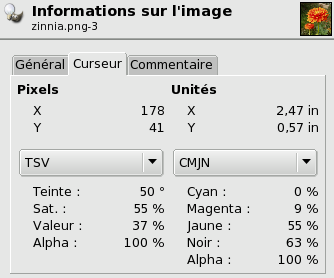 Informations sur l'image
zinnia.png-3
Général Curseur Commentaire
Pixels Unités
X 178 X 2,47 in
Y 41 Y 0,57 in
TSV CMJN
Teinte : 50 ° Cyan : 0 %
Sat. : 55 % Magenta : 9 %
Valeur : 37 % Jaune : 55 %
Alpha : 100 % Noir : 63 %
Alpha : 100 %